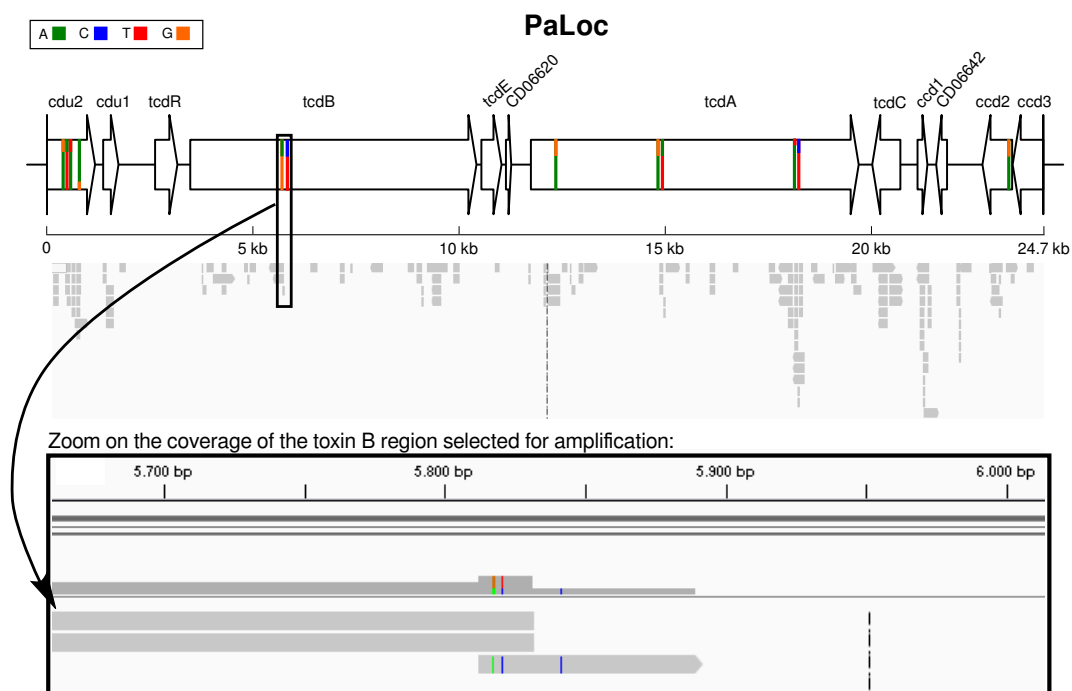 PaLoc
A C T G
cdu2 cdu1 tcdR tcdB tcdE CD06620 tcdA tcdC ccd1 CD06642 ccd2 ccd3
0 5 kb 10 kb 15 kb 20 kb 24.7 kb
Zoom on the coverage of the toxin B region selected for amplification:
5.700 bp 5.800 bp 5.900 bp 6.000 bp